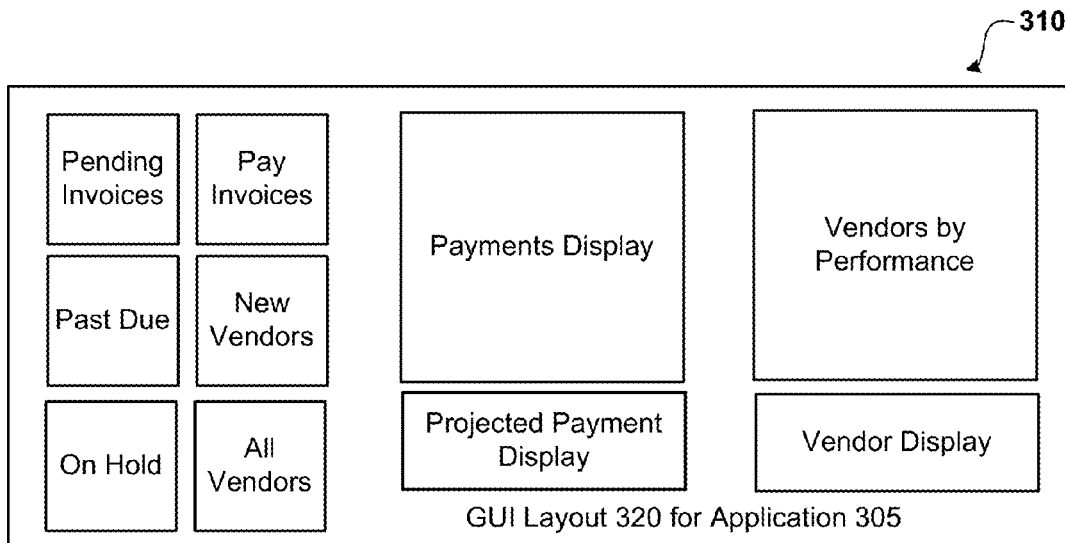 310
Pending
Invoices
Pay
Invoices
Payments Display
Vendors by
Performance
Past Due
New
Vendors
On Hold
All
Vendors
Projected Payment
Display
Vendor Display
GUI Layout 320 for Application 305